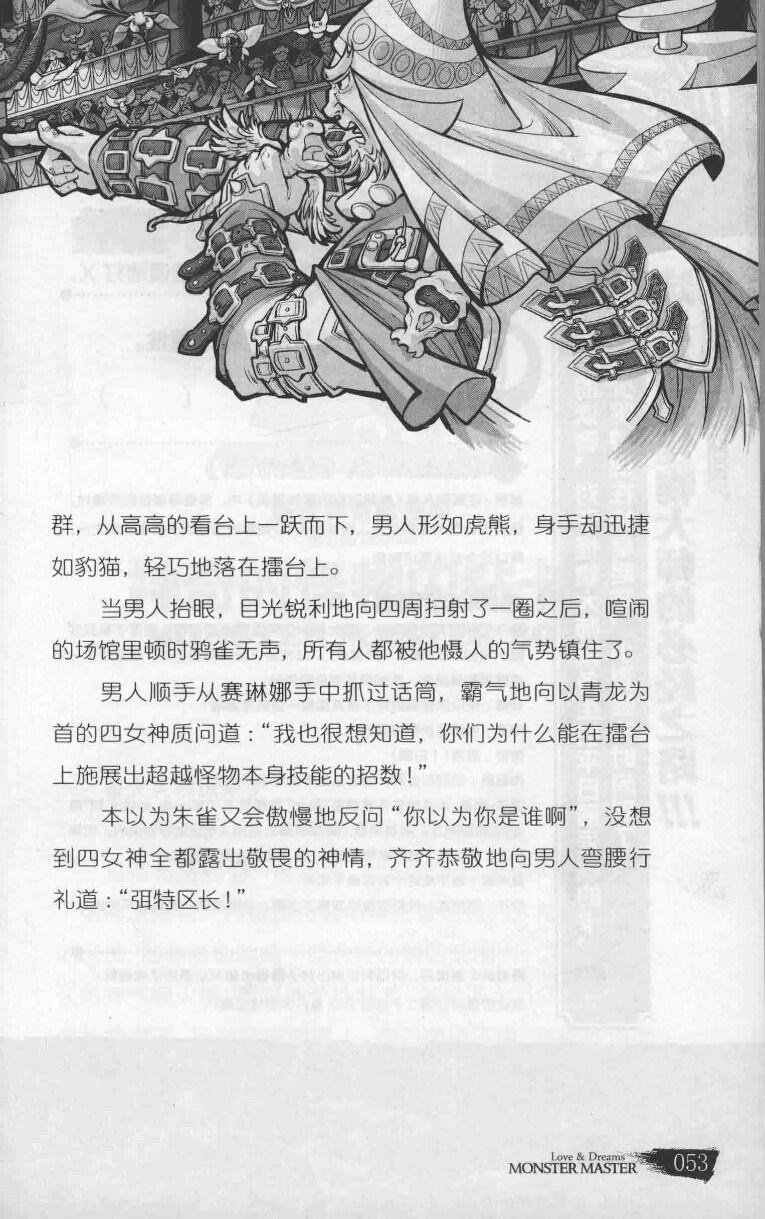 群，从高高的看台上一跃而下，男人形如虎熊，身手却迅捷
如豹猫，轻巧地落在擂台上。
当男人抬眼，目光锐利地向四周扫射了一圈之后，喧闹
的场馆里顿时鸦雀无声，所有人都被他慑人的气势镇住了。
男人顺手从赛琳娜手中抓过话筒，霸气地向以青龙为
首的四女神质问道：“我也很想知道，你们为什么能在擂台
上施展出超越怪物本身技能的招数！”
本以为朱雀又会傲慢地反问“你以为你是谁啊”，没想
到四女神全都露出敬畏的神情，齐齐恭敬地向男人弯腰行
礼道：“弭特区长！”
Love & Dreams
MONSTER MASTER
053